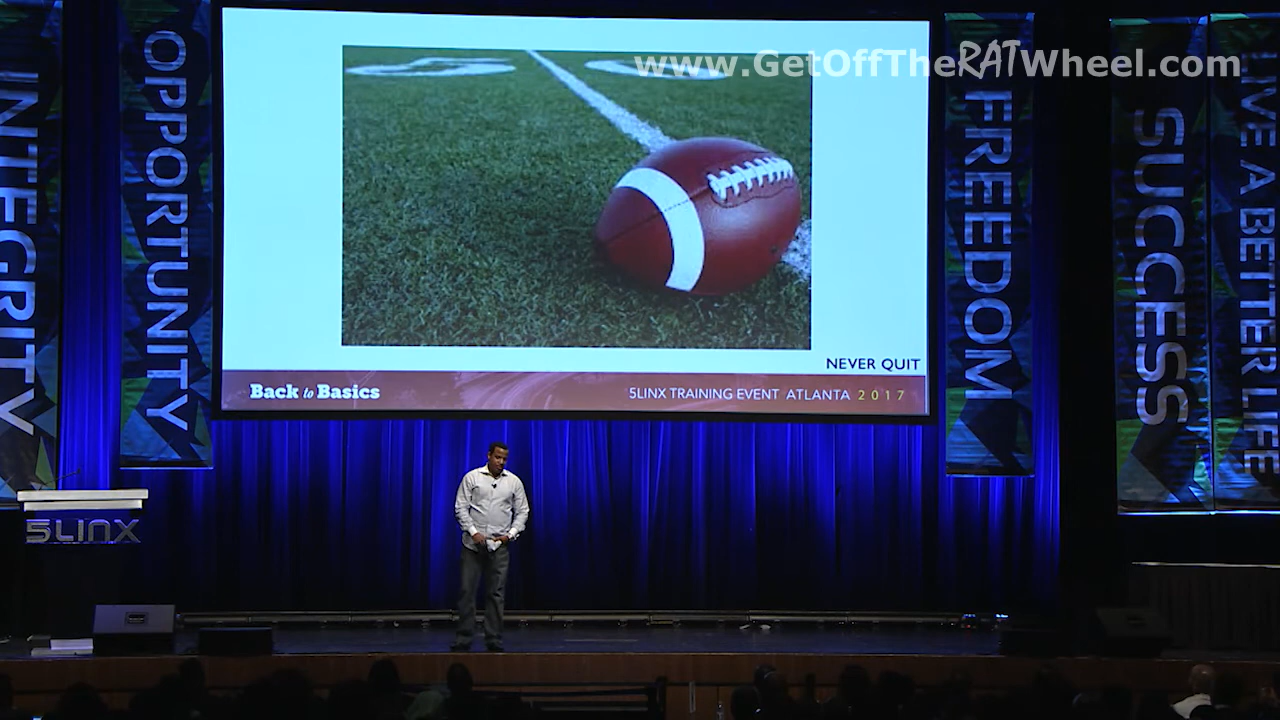 www.GetOffTheRATWheel.com
INTEGRITY
OPPORTUNITY
FREEDOM
SUCCESS
LIVE A BETTER LIFE
NEVER QUIT
Back to Basics
5LINX TRAINING EVENT ATLANTA 2017
5LINX